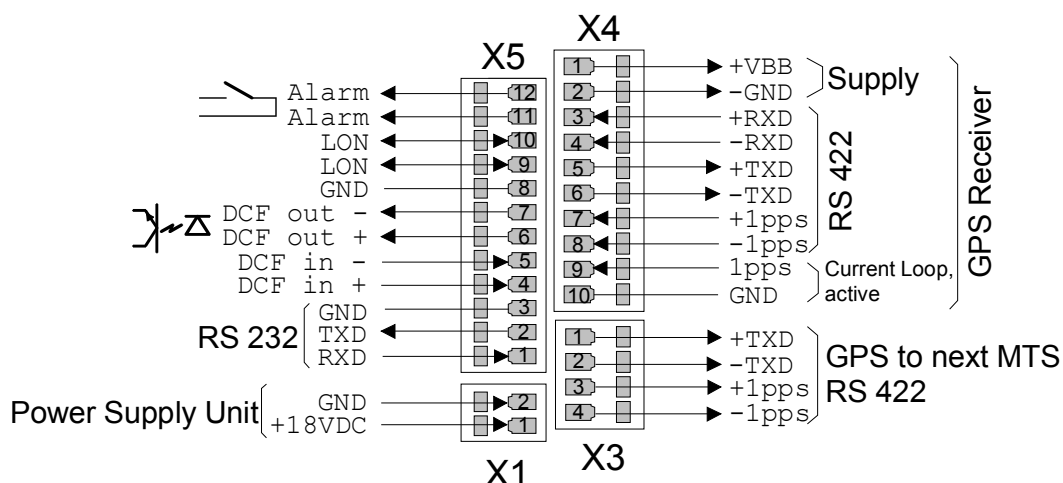 X5
Alarm 12
Alarm 11
LON 10
LON 9
GND 8
DCF out - 7
DCF out + 6
DCF in - 5
DCF in + 4
GND 3
TXD 2
RXD 1
RS 232
Power Supply Unit
GND 2
+18VDC 1
X1
X4
1 +VBB
2 -GND
Supply
3 +RXD
4 -RXD
5 +TXD
6 -TXD
7 +1pps
8 -1pps
RS 422
9 1pps
10 GND
Current Loop,
active
GPS Receiver
1 +TXD
2 -TXD
3 +1pps
4 -1pps
GPS to next MTS
RS 422
X3